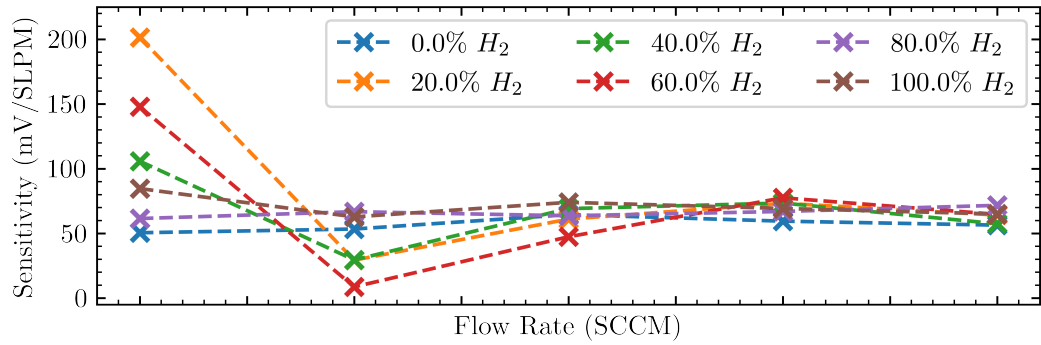 Sensitivity (mV/SLPM)
200
150
100
50
0
0.0% H₂
20.0% H₂
40.0% H₂
60.0% H₂
80.0% H₂
100.0% H₂
Flow Rate (SCCM)